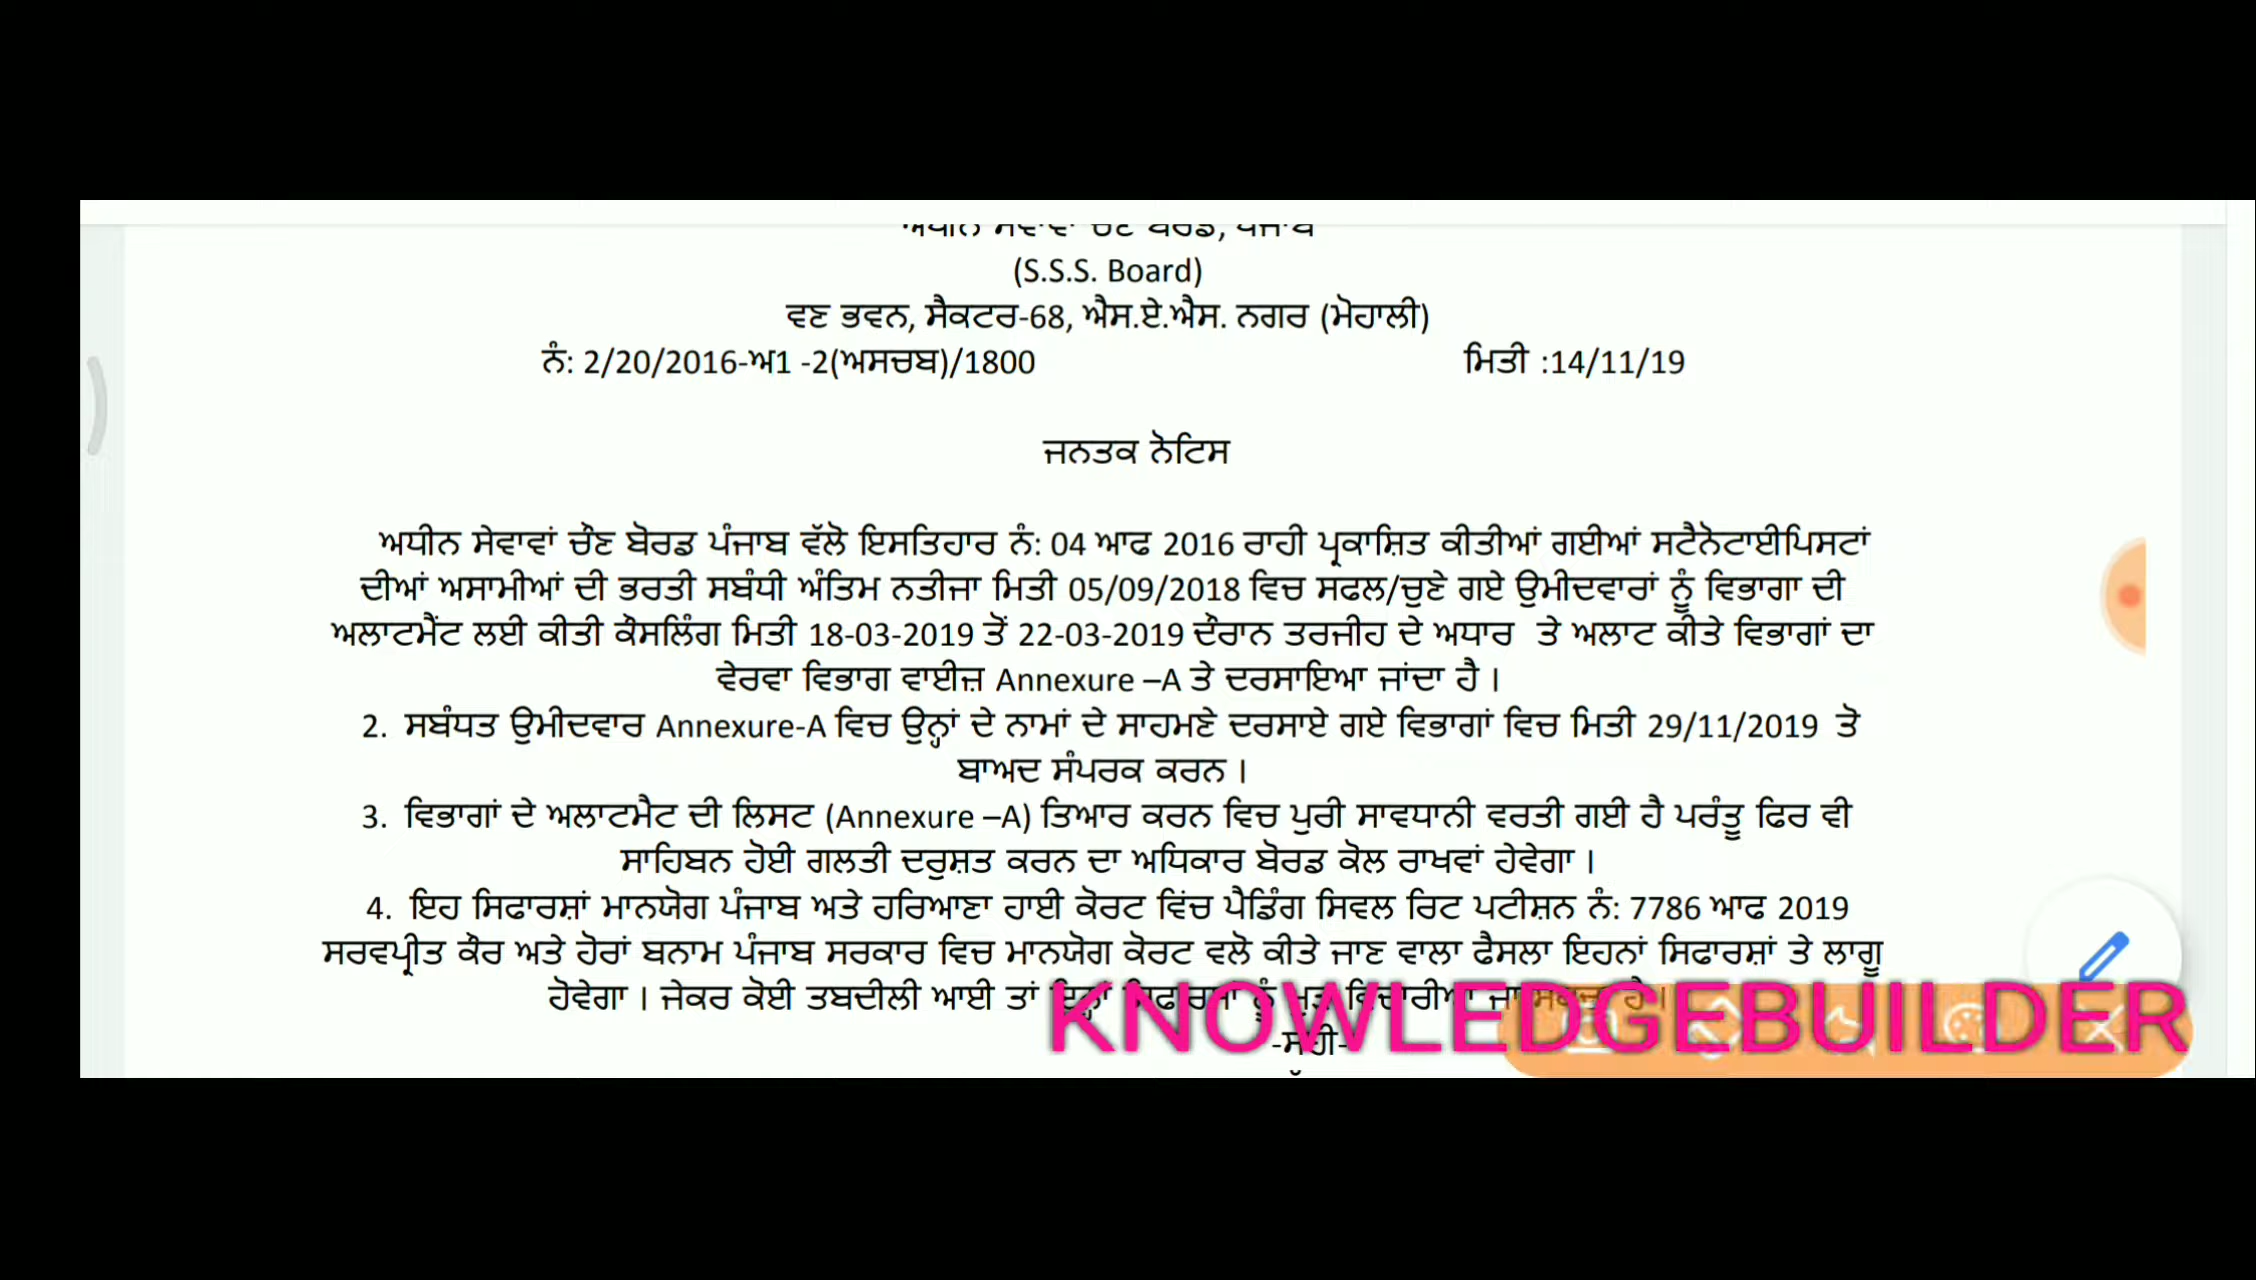 ਅਧੀਨ ਸੇਵਾਵਾਂ ਚੋਣ ਬੋਰਡ, ਪੰਜਾਬ
(S.S.S. Board)
ਵਣ ਭਵਨ, ਸੈਕਟਰ-68, ਐਸ.ਏ.ਐਸ. ਨਗਰ (ਮੋਹਾਲੀ)
ਨੰ: 2/20/2016-ਅ1 -2(ਅਸਚਬ)/1800 ਮਿਤੀ :14/11/19
ਜਨਤਕ ਨੋਟਿਸ
ਅਧੀਨ ਸੇਵਾਵਾਂ ਚੌਣ ਬੋਰਡ ਪੰਜਾਬ ਵੱਲੋ ਇਸਤਿਹਾਰ ਨੰ: 04 ਆਫ 2016 ਰਾਹੀ ਪ੍ਰਕਾਸ਼ਿਤ ਕੀਤੀਆਂ ਗਈਆਂ ਸਟੈਨੋਟਾਈਪਿਸਟਾਂ
ਦੀਆਂ ਅਸਾਮੀਆਂ ਦੀ ਭਰਤੀ ਸਬੰਧੀ ਅੰਤਿਮ ਨਤੀਜਾ ਮਿਤੀ 05/09/2018 ਵਿਚ ਸਫਲ/ਚੁਣੇ ਗਏ ਉਮੀਦਵਾਰਾਂ ਨੂੰ ਵਿਭਾਗਾ ਦੀ
ਅਲਾਟਮੈਂਟ ਲਈ ਕੀਤੀ ਕੌਸਲਿੰਗ ਮਿਤੀ 18-03-2019 ਤੋਂ 22-03-2019 ਦੌਰਾਨ ਤਰਜੀਹ ਦੇ ਅਧਾਰ ਤੇ ਅਲਾਟ ਕੀਤੇ ਵਿਭਾਗਾਂ ਦਾ
ਵੇਰਵਾ ਵਿਭਾਗ ਵਾਈਜ਼ Annexure –A ਤੇ ਦਰਸਾਇਆ ਜਾਂਦਾ ਹੈ।
2. ਸਬੰਧਤ ਉਮੀਦਵਾਰ Annexure-A ਵਿਚ ਉਨ੍ਹਾਂ ਦੇ ਨਾਮਾਂ ਦੇ ਸਾਹਮਣੇ ਦਰਸਾਏ ਗਏ ਵਿਭਾਗਾਂ ਵਿਚ ਮਿਤੀ 29/11/2019 ਤੋ
ਬਾਅਦ ਸੰਪਰਕ ਕਰਨ।
3. ਵਿਭਾਗਾਂ ਦੇ ਅਲਾਟਮੈਟ ਦੀ ਲਿਸਟ (Annexure –A) ਤਿਆਰ ਕਰਨ ਵਿਚ ਪੁਰੀ ਸਾਵਧਾਨੀ ਵਰਤੀ ਗਈ ਹੈ ਪਰੰਤੂ ਫਿਰ ਵੀ
ਸਾਹਿਬਨ ਹੋਈ ਗਲਤੀ ਦਰੁਸ਼ਤ ਕਰਨ ਦਾ ਅਧਿਕਾਰ ਬੋਰਡ ਕੋਲ ਰਾਖਵਾਂ ਹੇਵੇਗਾ।
4. ਇਹ ਸਿਫਾਰਸ਼ਾਂ ਮਾਨਯੋਗ ਪੰਜਾਬ ਅਤੇ ਹਰਿਆਣਾ ਹਾਈ ਕੋਰਟ ਵਿੱਚ ਪੈਡਿੰਗ ਸਿਵਲ ਰਿਟ ਪਟੀਸ਼ਨ ਨੰ: 7786 ਆਫ 2019
ਸਰਵਪ੍ਰੀਤ ਕੌਰ ਅਤੇ ਹੋਰਾਂ ਬਨਾਮ ਪੰਜਾਬ ਸਰਕਾਰ ਵਿਚ ਮਾਨਯੋਗ ਕੋਰਟ ਵਲੋ ਕੀਤੇ ਜਾਣ ਵਾਲਾ ਫੈਸਲਾ ਇਹਨਾਂ ਸਿਫਾਰਸ਼ਾਂ ਤੇ ਲਾਗੂ
ਹੋਵੇਗਾ। ਜੇਕਰ ਕੋਈ ਤਬਦੀਲੀ ਆਈ ਤਾਂ ਇਨ੍ਹਾਂ ਸਿਫਾਰਸ਼ਾਂ ਨੂੰ ਮੁੜ ਵਿਚਾਰੀਆ ਜਾ ਸਕਦਾ ਹੈ।
-ਸਹੀ-
KNOWLEDGEBUILDER